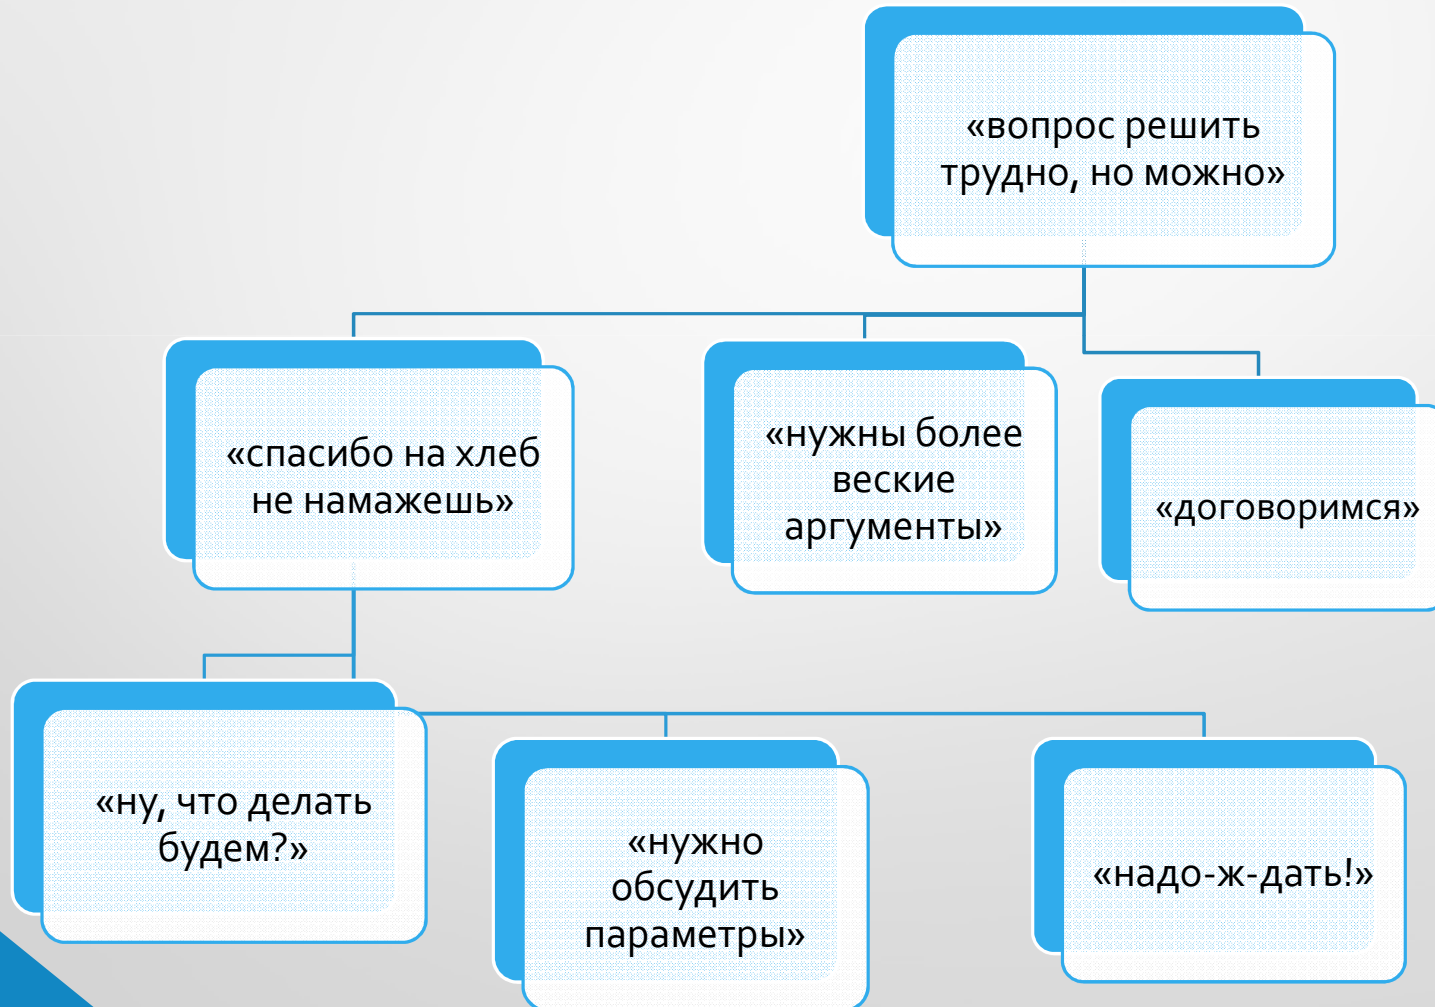 «вопрос решить
трудно, но можно»
«спасибо на хлеб
не намажешь»
«нужны более
веские
аргументы»
«договоримся»
«ну, что делать
будем?»
«нужно
обсудить
параметры»
«надо-ж-дать!»